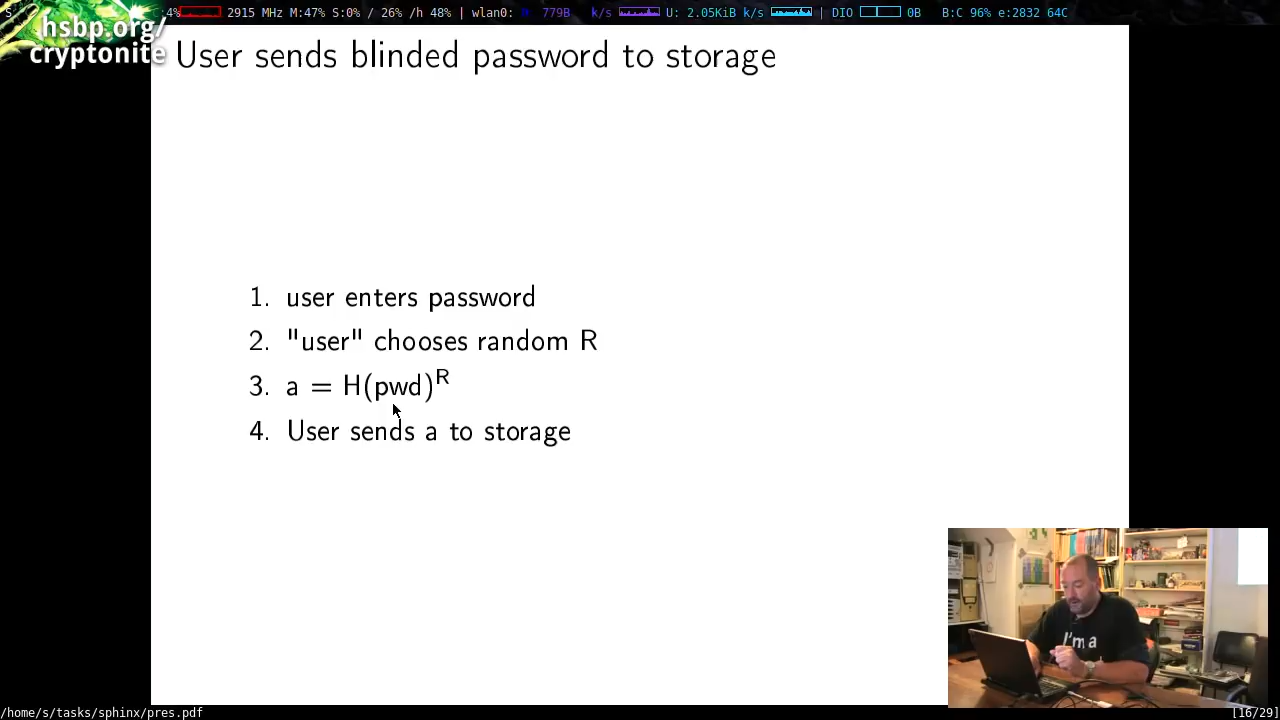 S: :4% 2915 MHz M:47% S:0% / 26% /h 48% | wlan0: D: 779B k/s U: 2.05KiB k/s | DIO 0B B:C 96% e:2832 64C
hsbp.org/
cryptonite
User sends blinded password to storage
1. user enters password
2. "user" chooses random R
3. a = H(pwd)^R
4. User sends a to storage
I'm a
/home/s/tasks/sphinx/pres.pdf
[16/29]